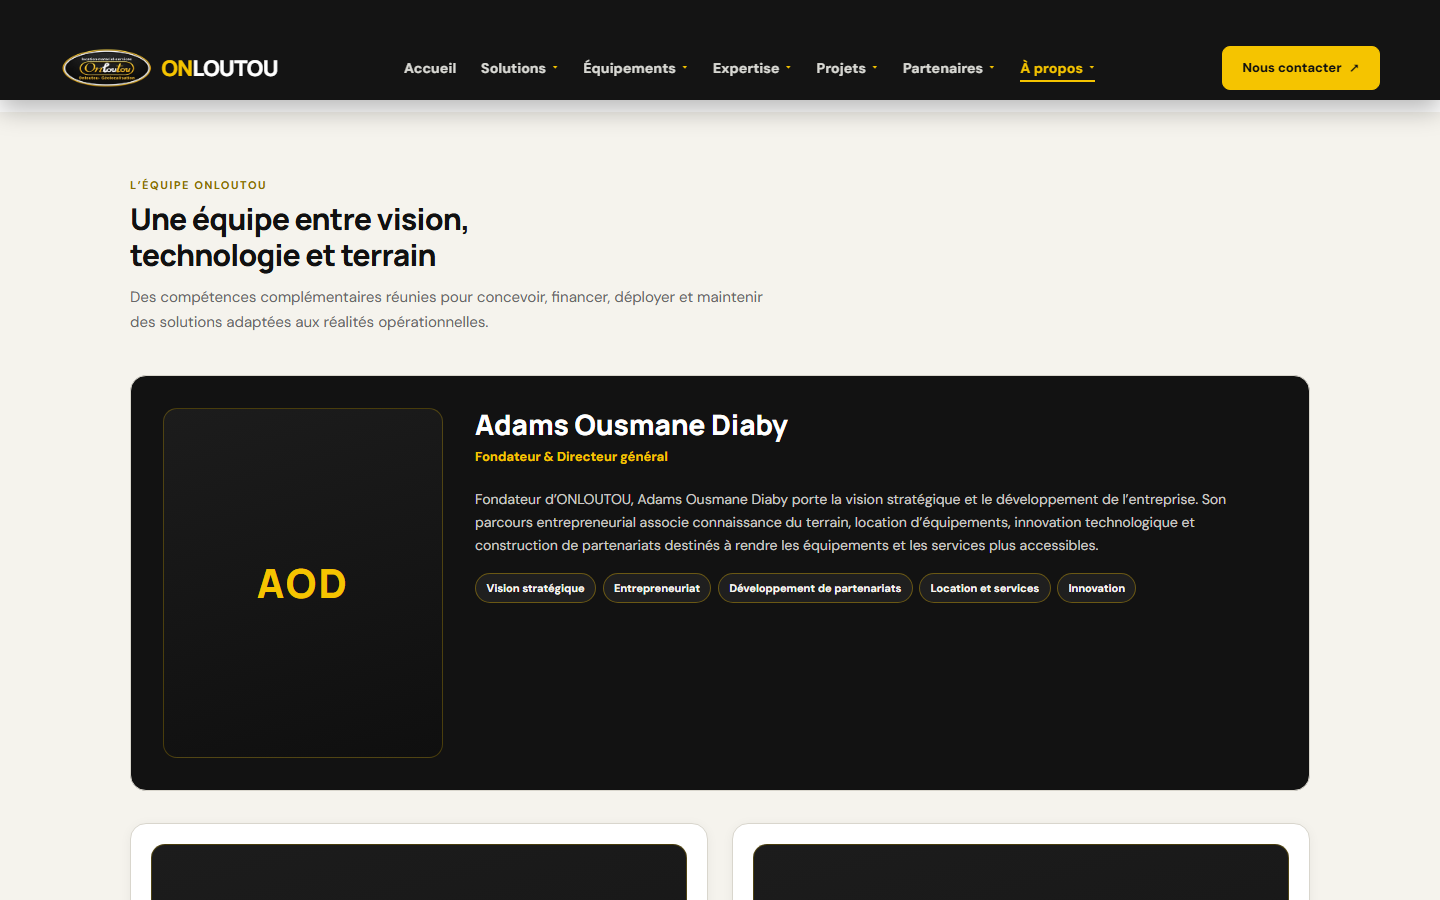 Onloutou
ONLOUTOU
Accueil
Solutions
Équipements
Expertise
Projets
Partenaires
À propos
Nous contacter ↗
L’ÉQUIPE ONLOUTOU
Une équipe entre vision,
technologie et terrain
Des compétences complémentaires réunies pour concevoir, financer, déployer et maintenir
des solutions adaptées aux réalités opérationnelles.
AOD
Adams Ousmane Diaby
Fondateur & Directeur général
Fondateur d’ONLOUTOU, Adams Ousmane Diaby porte la vision stratégique et le développement de l’entreprise. Son
parcours entrepreneurial associe connaissance du terrain, location d’équipements, innovation technologique et
construction de partenariats destinés à rendre les équipements et les services plus accessibles.
Vision stratégique
Entrepreneuriat
Développement de partenariats
Location et services
Innovation